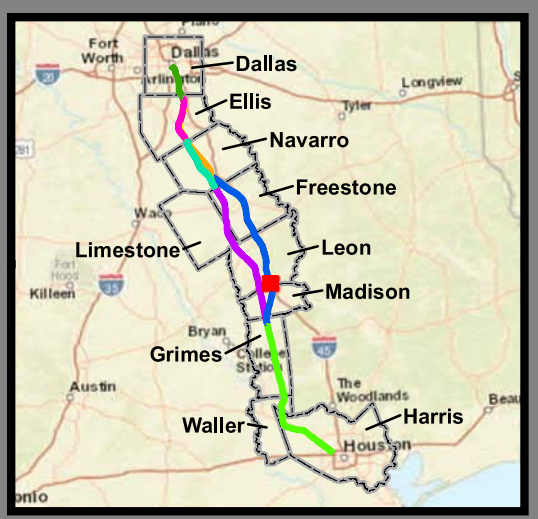 Plano
Fort
Worth
Dallas
Dallas
Arlington
20
Ellis
Longview
Tyler
Navarro
281
Freestone
Waco
Limestone
Leon
Fort
Hood
Killeen
35
Madison
Bryan
Grimes
College
Station
45
Austin
The
Woodlands
Waller
Harris
Beau
Houston
onio